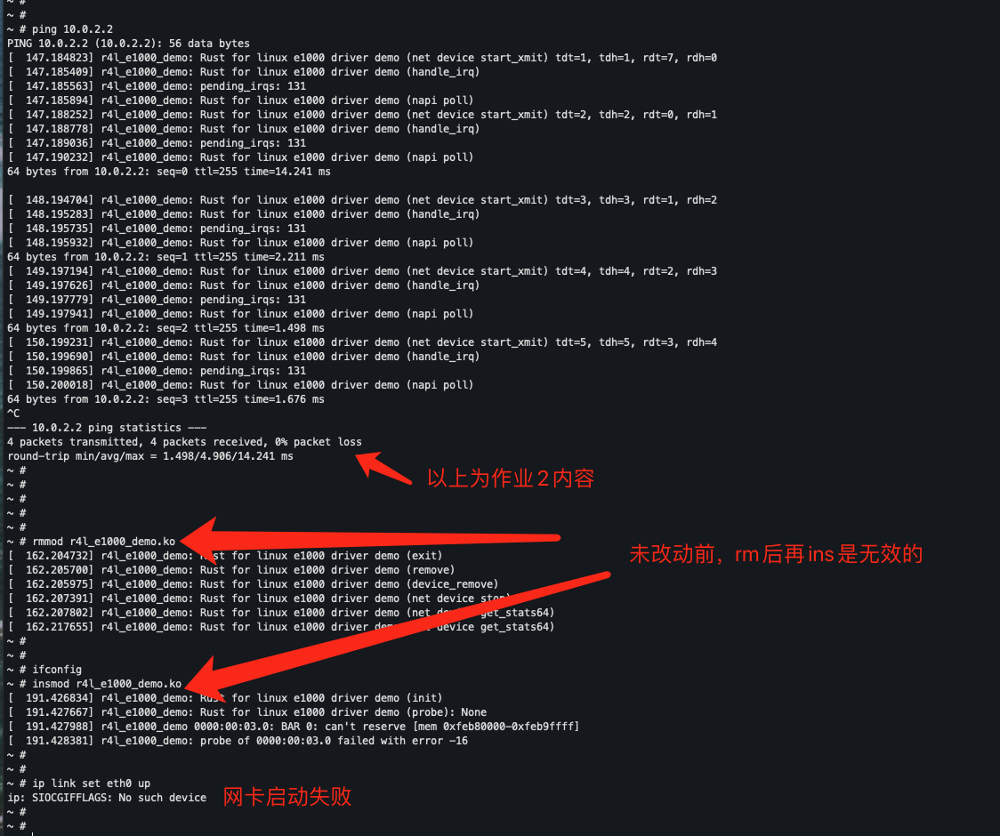 ~ #
~ #
~ # ping 10.0.2.2
PING 10.0.2.2 (10.0.2.2): 56 data bytes
[  147.184823] r4l_e1000_demo: Rust for linux e1000 driver demo (net device start_xmit) tdt=1, tdh=1, rdt=7, rdh=0
[  147.185409] r4l_e1000_demo: Rust for linux e1000 driver demo (handle_irq)
[  147.185563] r4l_e1000_demo: pending_irqs: 131
[  147.185894] r4l_e1000_demo: Rust for linux e1000 driver demo (napi poll)
[  147.188252] r4l_e1000_demo: Rust for linux e1000 driver demo (net device start_xmit) tdt=2, tdh=2, rdt=0, rdh=1
[  147.188778] r4l_e1000_demo: Rust for linux e1000 driver demo (handle_irq)
[  147.189036] r4l_e1000_demo: pending_irqs: 131
[  147.190232] r4l_e1000_demo: Rust for linux e1000 driver demo (napi poll)
64 bytes from 10.0.2.2: seq=0 ttl=255 time=14.241 ms
[  148.194704] r4l_e1000_demo: Rust for linux e1000 driver demo (net device start_xmit) tdt=3, tdh=3, rdt=1, rdh=2
[  148.195283] r4l_e1000_demo: Rust for linux e1000 driver demo (handle_irq)
[  148.195735] r4l_e1000_demo: pending_irqs: 131
[  148.195932] r4l_e1000_demo: Rust for linux e1000 driver demo (napi poll)
64 bytes from 10.0.2.2: seq=1 ttl=255 time=2.211 ms
[  149.197194] r4l_e1000_demo: Rust for linux e1000 driver demo (net device start_xmit) tdt=4, tdh=4, rdt=2, rdh=3
[  149.197626] r4l_e1000_demo: Rust for linux e1000 driver demo (handle_irq)
[  149.197779] r4l_e1000_demo: pending_irqs: 131
[  149.197941] r4l_e1000_demo: Rust for linux e1000 driver demo (napi poll)
64 bytes from 10.0.2.2: seq=2 ttl=255 time=1.498 ms
[  150.199231] r4l_e1000_demo: Rust for linux e1000 driver demo (net device start_xmit) tdt=5, tdh=5, rdt=3, rdh=4
[  150.199690] r4l_e1000_demo: Rust for linux e1000 driver demo (handle_irq)
[  150.199865] r4l_e1000_demo: pending_irqs: 131
[  150.200018] r4l_e1000_demo: Rust for linux e1000 driver demo (napi poll)
64 bytes from 10.0.2.2: seq=3 ttl=255 time=1.676 ms
^C
--- 10.0.2.2 ping statistics ---
4 packets transmitted, 4 packets received, 0% packet loss
round-trip min/avg/max = 1.498/4.906/14.241 ms
以上为作业2内容
~ #
~ #
~ #
~ #
~ #
~ # rmmod r4l_e1000_demo.ko
未改动前，rm后再ins是无效的
[  162.204732] r4l_e1000_demo: Rust for linux e1000 driver demo (exit)
[  162.205700] r4l_e1000_demo: Rust for linux e1000 driver demo (remove)
[  162.205975] r4l_e1000_demo: Rust for linux e1000 driver demo (device_remove)
[  162.207391] r4l_e1000_demo: Rust for linux e1000 driver demo (net device stop)
[  162.207802] r4l_e1000_demo: Rust for linux e1000 driver demo (net device get_stats64)
[  162.217655] r4l_e1000_demo: Rust for linux e1000 driver demo (net device get_stats64)
~ #
~ #
~ # ifconfig
~ # insmod r4l_e1000_demo.ko
[  191.426834] r4l_e1000_demo: Rust for linux e1000 driver demo (init)
[  191.427667] r4l_e1000_demo: Rust for linux e1000 driver demo (probe): None
[  191.427988] r4l_e1000_demo 0000:00:03.0: BAR 0: can't reserve [mem 0xfeb80000-0xfeb9ffff]
[  191.428381] r4l_e1000_demo: probe of 0000:00:03.0 failed with error -16
~ #
~ #
~ # ip link set eth0 up
ip: SIOCGIFFLAGS: No such device
网卡启动失败
~ #
~ #